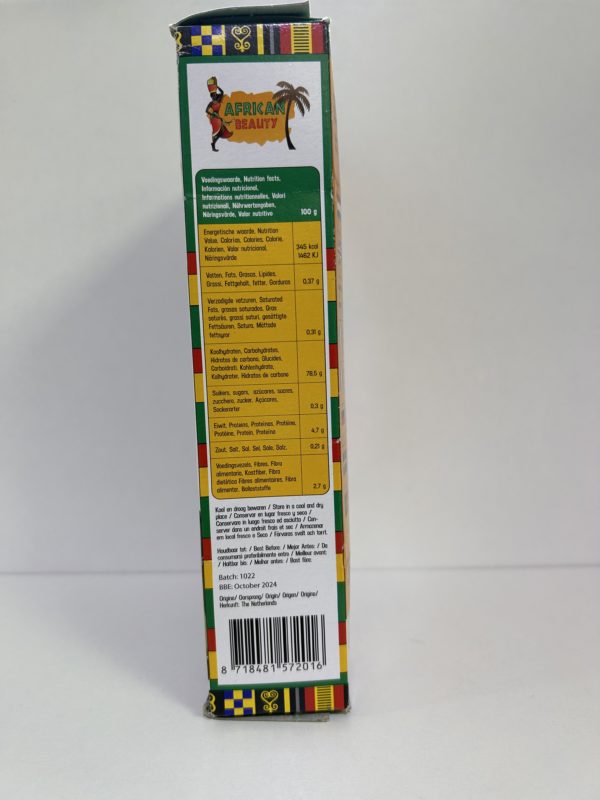 AFRICAN
BEAUTY
Voedingswaarde, Nutrition facts,
Información nutricional,
Informations nutritionnelles, Valori
nutrizionali, Nährwertangaben,
Näringsvärde, Valor nutritivo 100 g
Energetische waarde, Nutrition
Value, Calorias, Calories, Calorie,
Kalorien, Valor nutricional,
Näringsvärde
345 kcal
1462 KJ
Vetten, Fats, Grasas, Lipides,
Grassi, Fettgehalt, fetter, Gorduras 0,37 g
Verzadigde vetzuren, Saturated
Fats, grasas saturadas, Gras
saturés, grassi saturi, gesättigte
Fettsäuren, Satura, Mättade
fettsyror 0,31 g
Koolhydraten, Carbohydrates,
Hidratos de carbono, Glucides,
Carboidrati, Kohlenhydrate,
Kolhydrater, Hidratos de carbono 78,5 g
Suikers, sugars, azúcares, sucres,
zucchero, zucker, Açúcares,
Sockerarter 0.3 g
Eiwit, Proteins, Proteinas, Protéine,
Protéine, Protein, Proteína 4,7 g
Zout, Salt, Sal, Sel, Sale, Salz, 0,21 g
Voedingsvezels, Fibres, Fibra
alimentaria, Kostfiber, Fibra
dietética Fibres alimentaires, Fibra
alimentar, Ballaststoffe 2.7 g
Koel en droog bewaren / Store in a cool and dry
place / Conservar en lugar fresco y seco /
Conservare in luogo fresco ed asciutto / Con-
server dans un endroit frais et sec / Armazenar
em local fresco e Seco / Förvaras svalt och torrt.
Houdbaar tot: / Best Before: / Mejor Antes: / De
consumarsi preferibilmente entro / Meilleur avant:
/ Haltbar bis: / Melhor antes: / Bäst före:
Batch: 1022
BBE: October 2024
Origine/ Oorsprong/ Origin/ Origen/ Origine/
Herkunft: The Netherlands
8 718481 572016